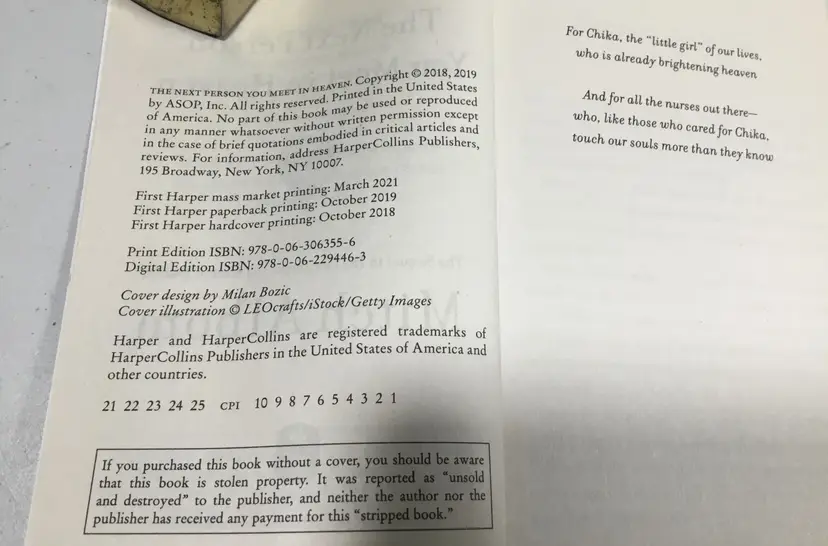 THE NEXT PERSON YOU MEET IN HEAVEN. Copyright © 2018, 2019
by ASOP, Inc. All rights reserved. Printed in the United States
of America. No part of this book may be used or reproduced
in any manner whatsoever without written permission except
in the case of brief quotations embodied in critical articles and
reviews. For information, address HarperCollins Publishers,
195 Broadway, New York, NY 10007.
First Harper mass market printing: March 2021
First Harper paperback printing: October 2019
First Harper hardcover printing: October 2018
Print Edition ISBN: 978-0-06-306355-6
Digital Edition ISBN: 978-0-06-229446-3
Cover design by Milan Bozic
Cover illustration © LEOcrafts/iStock/Getty Images
Harper and HarperCollins are registered trademarks of
HarperCollins Publishers in the United States of America and
other countries.
21 22 23 24 25 CPI 10 9 8 7 6 5 4 3 2 1
If you purchased this book without a cover, you should be aware
that this book is stolen property. It was reported as “unsold
and destroyed” to the publisher, and neither the author nor the
publisher has received any payment for this “stripped book.”
For Chika, the “little girl” of our lives,
who is already brightening heaven
And for all the nurses out there—
who, like those who cared for Chika,
touch our souls more than they know